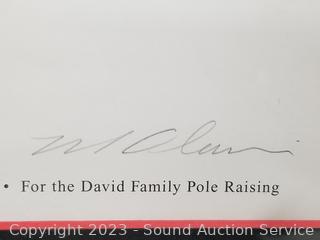 • For the David Family Pole Raising
Copyright 2023 - Sound Auction Service